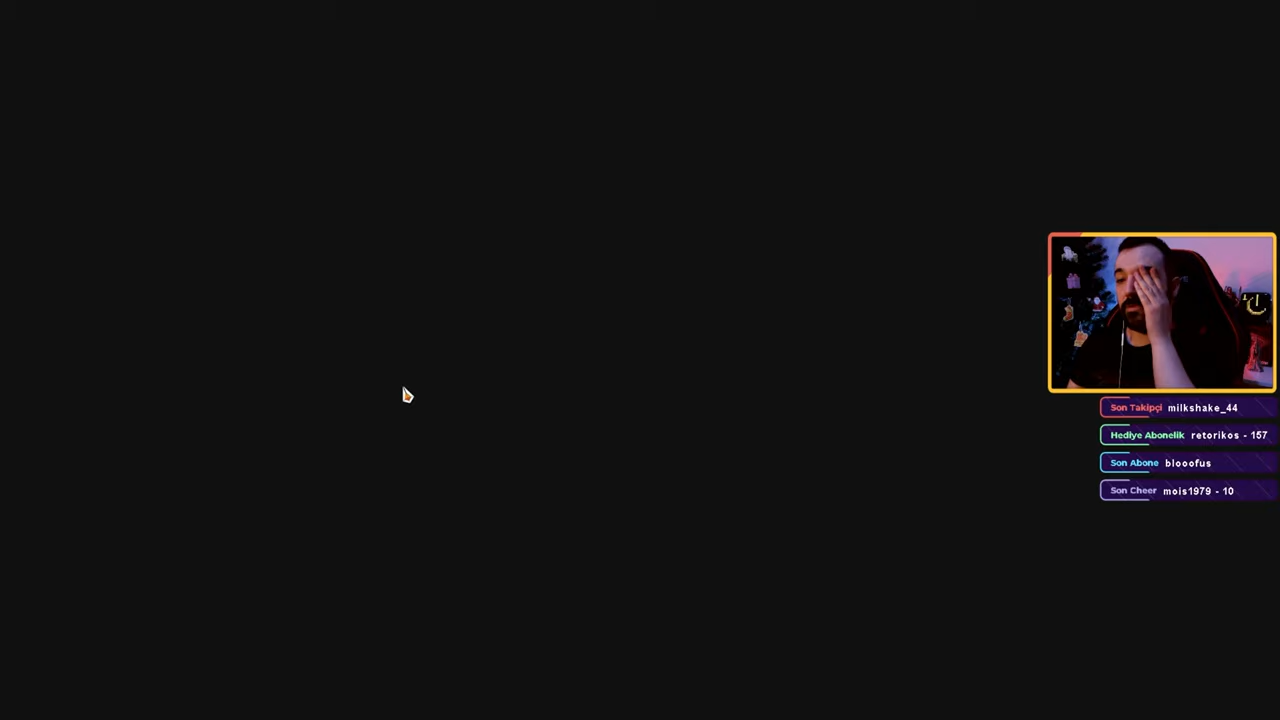 Son Takipçi milkshake_44
Hediye Abonelik retorikos - 157
Son Abone blooofus
Son Cheer mois1979 - 10